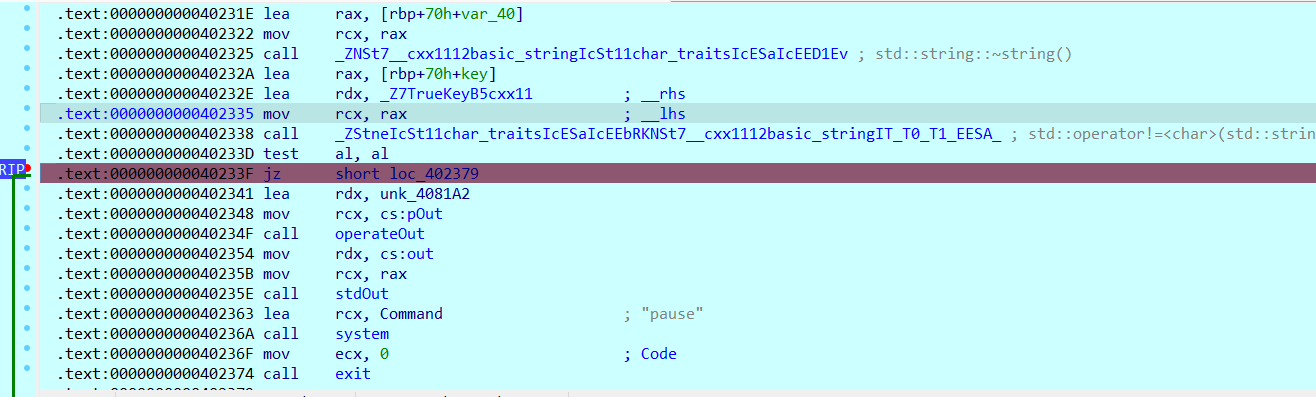 .text:000000000040231E lea     rax, [rbp+70h+var_40]
.text:0000000000402322 mov     rcx, rax
.text:0000000000402325 call    _ZNSt7__cxx1112basic_stringIcSt11char_traitsIcESaIcEED1Ev ; std::string::~string()
.text:000000000040232A lea     rax, [rbp+70h+key]
.text:000000000040232E lea     rdx, _Z7TrueKeyB5cxx11          ; __rhs
.text:0000000000402335 mov     rcx, rax                        ; __lhs
.text:0000000000402338 call    _ZStneIcSt11char_traitsIcESaIcEEbRKNSt7__cxx1112basic_stringIT_T0_T1_EESA_ ; std::operator!=<char>(std::strin
.text:000000000040233D test    al, al
RIP .text:000000000040233F jz      short loc_402379
.text:0000000000402341 lea     rdx, unk_4081A2
.text:0000000000402348 mov     rcx, cs:pOut
.text:000000000040234F call    operateOut
.text:0000000000402354 mov     rdx, cs:out
.text:000000000040235B mov     rcx, rax
.text:000000000040235E call    stdOut
.text:0000000000402363 lea     rcx, Command                    ; "pause"
.text:000000000040236A call    system
.text:000000000040236F mov     ecx, 0                          ; Code
.text:0000000000402374 call    exit